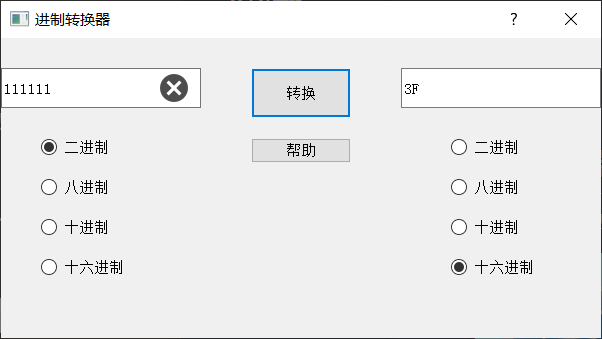 进制转换器
?
111111
转换
3F
帮助
二进制
八进制
十进制
十六进制
二进制
八进制
十进制
十六进制